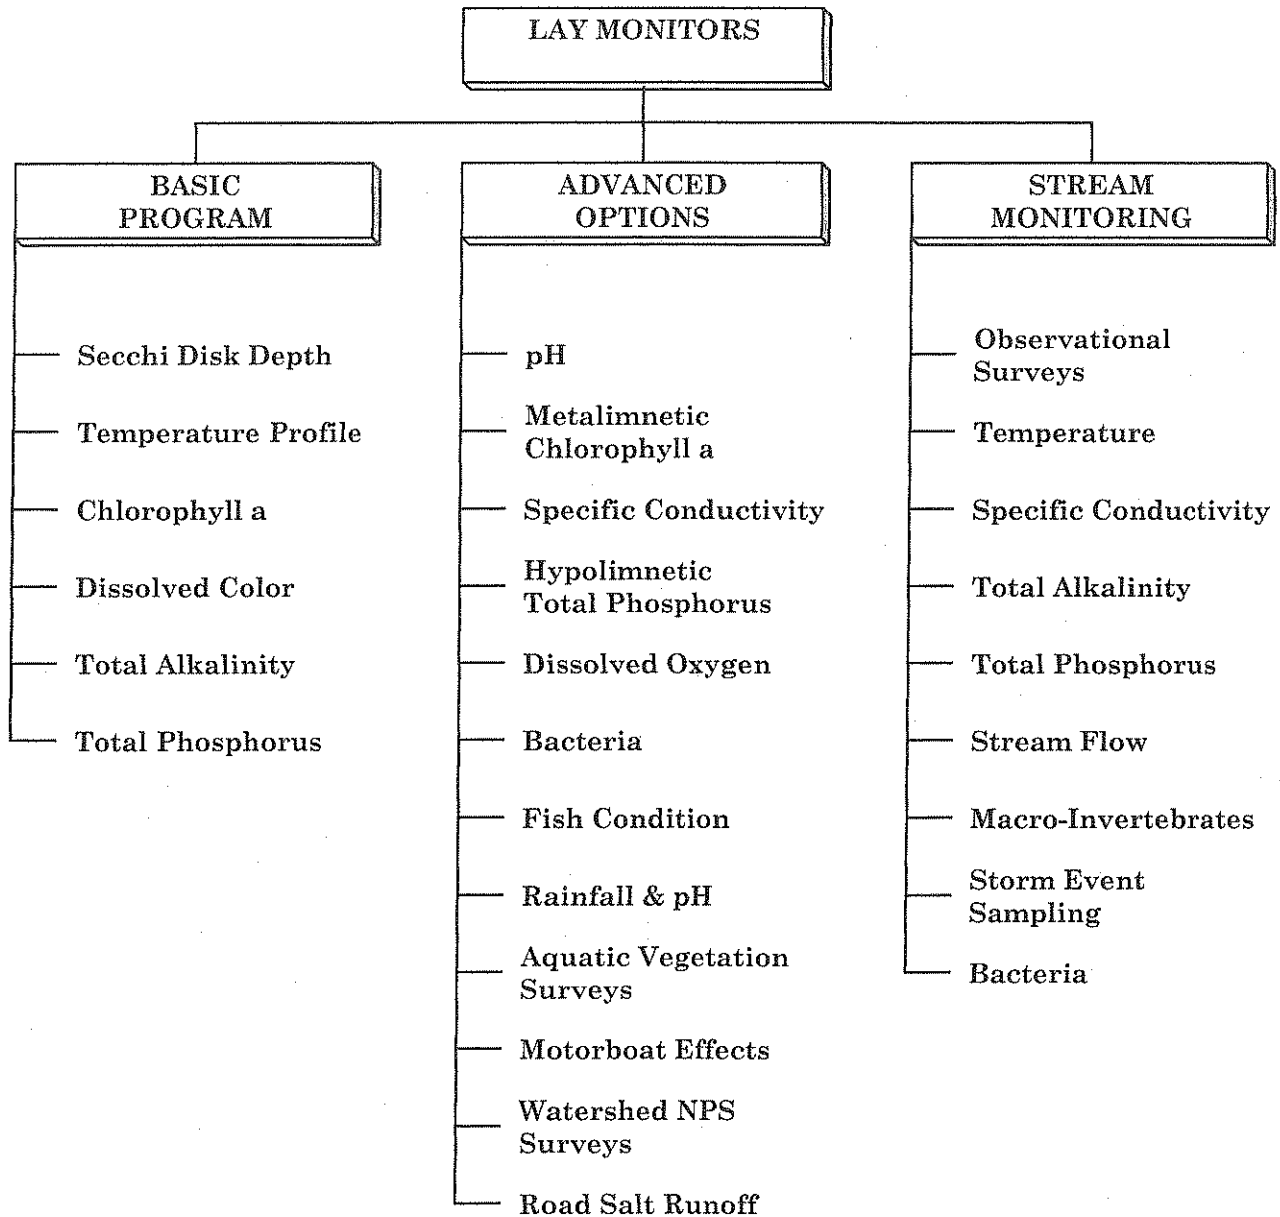 LAY MONITORS
BASIC
PROGRAM
Secchi Disk Depth
Temperature Profile
Chlorophyll a
Dissolved Color
Total Alkalinity
Total Phosphorus
ADVANCED
OPTIONS
pH
Metalimnetic
Chlorophyll a
Specific Conductivity
Hypolimnetic
Total Phosphorus
Dissolved Oxygen
Bacteria
Fish Condition
Rainfall & pH
Aquatic Vegetation
Surveys
Motorboat Effects
Watershed NPS
Surveys
Road Salt Runoff
STREAM
MONITORING
Observational
Surveys
Temperature
Specific Conductivity
Total Alkalinity
Total Phosphorus
Stream Flow
Macro-Invertebrates
Storm Event
Sampling
Bacteria